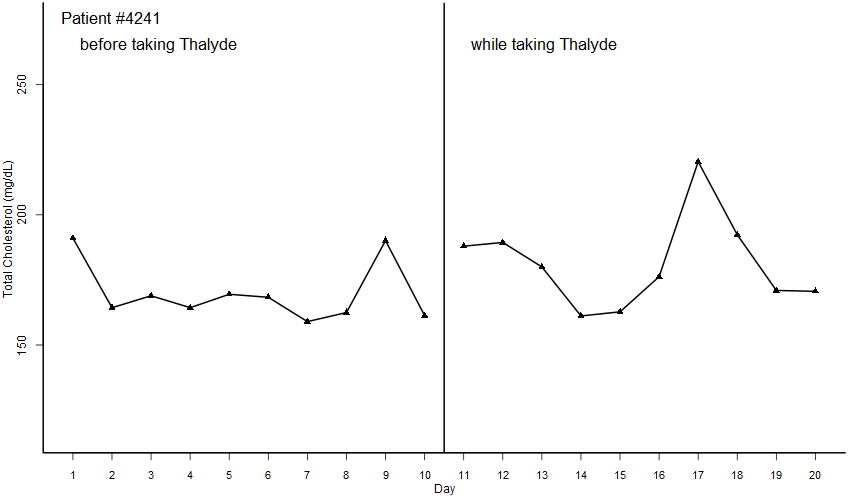 Patient #4241
before taking Thalyde
while taking Thalyde
Total Cholesterol (mg/dL)
250
200
150
1 2 3 4 5 6 7 8 9 10 11 12 13 14 15 16 17 18 19 20
Day